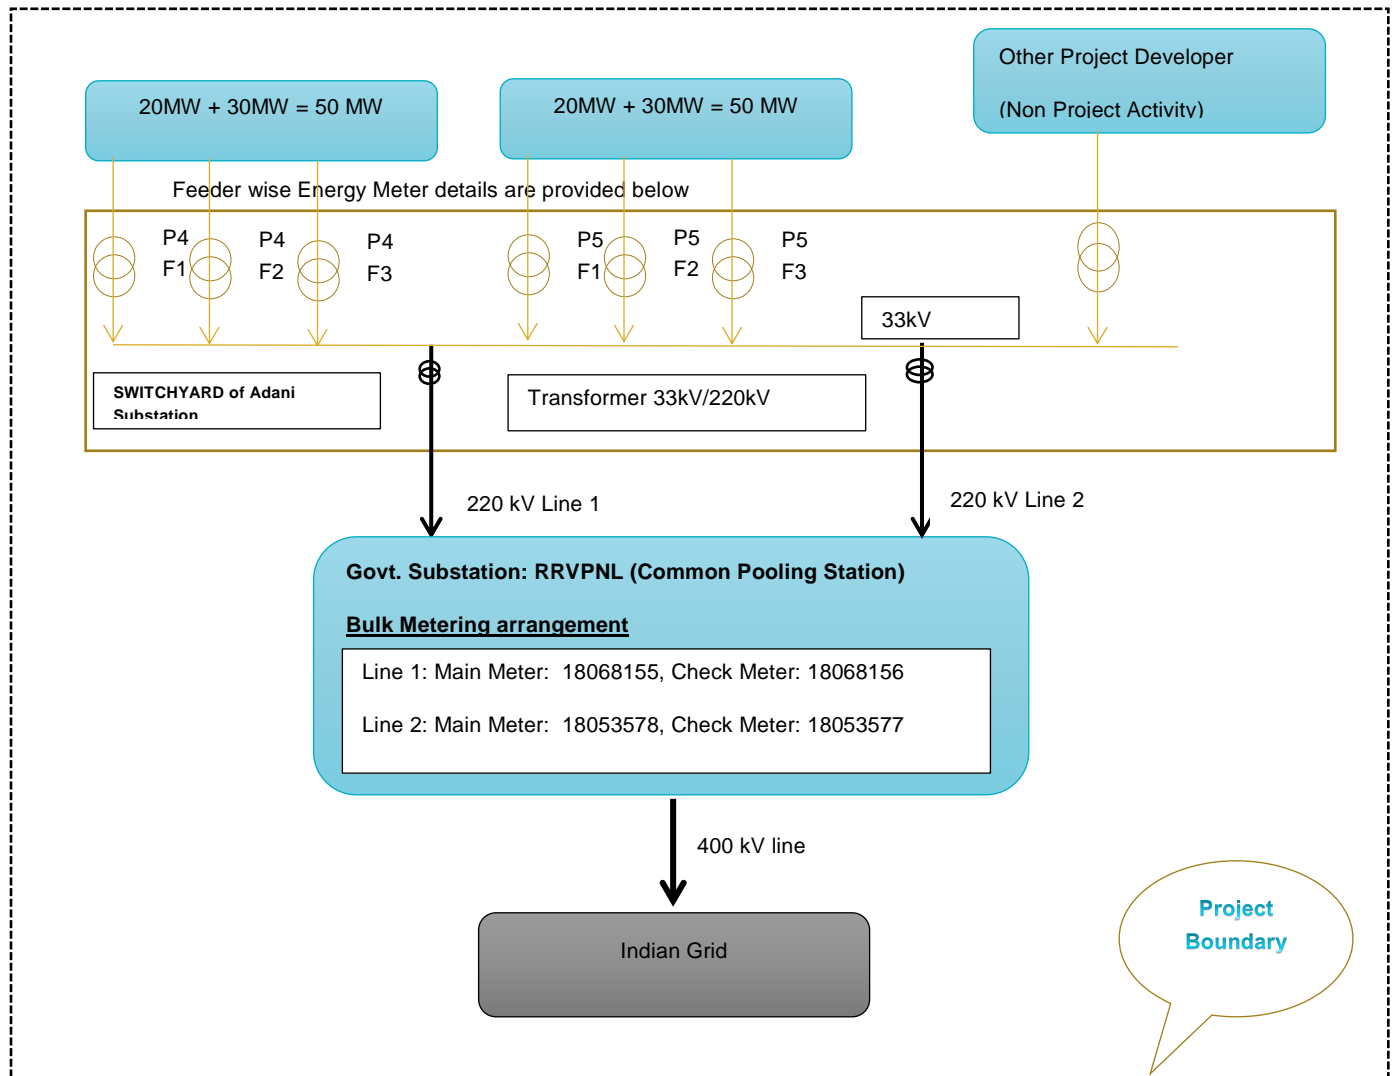 Other Project Developer
(Non Project Activity)
20MW + 30MW = 50 MW
20MW + 30MW = 50 MW
Feeder wise Energy Meter details are provided below
P4 F1
P4 F2
P4 F3
P5 F1
P5 F2
P5 F3
33kV
SWITCHYARD of Adani
Substation
Transformer 33kV/220kV
220 kV Line 1
220 kV Line 2
Govt. Substation: RRVPNL (Common Pooling Station)
Bulk Metering arrangement
Line 1: Main Meter:  18068155, Check Meter: 18068156
Line 2: Main Meter:  18053578, Check Meter: 18053577
400 kV line
Indian Grid
Project
Boundary